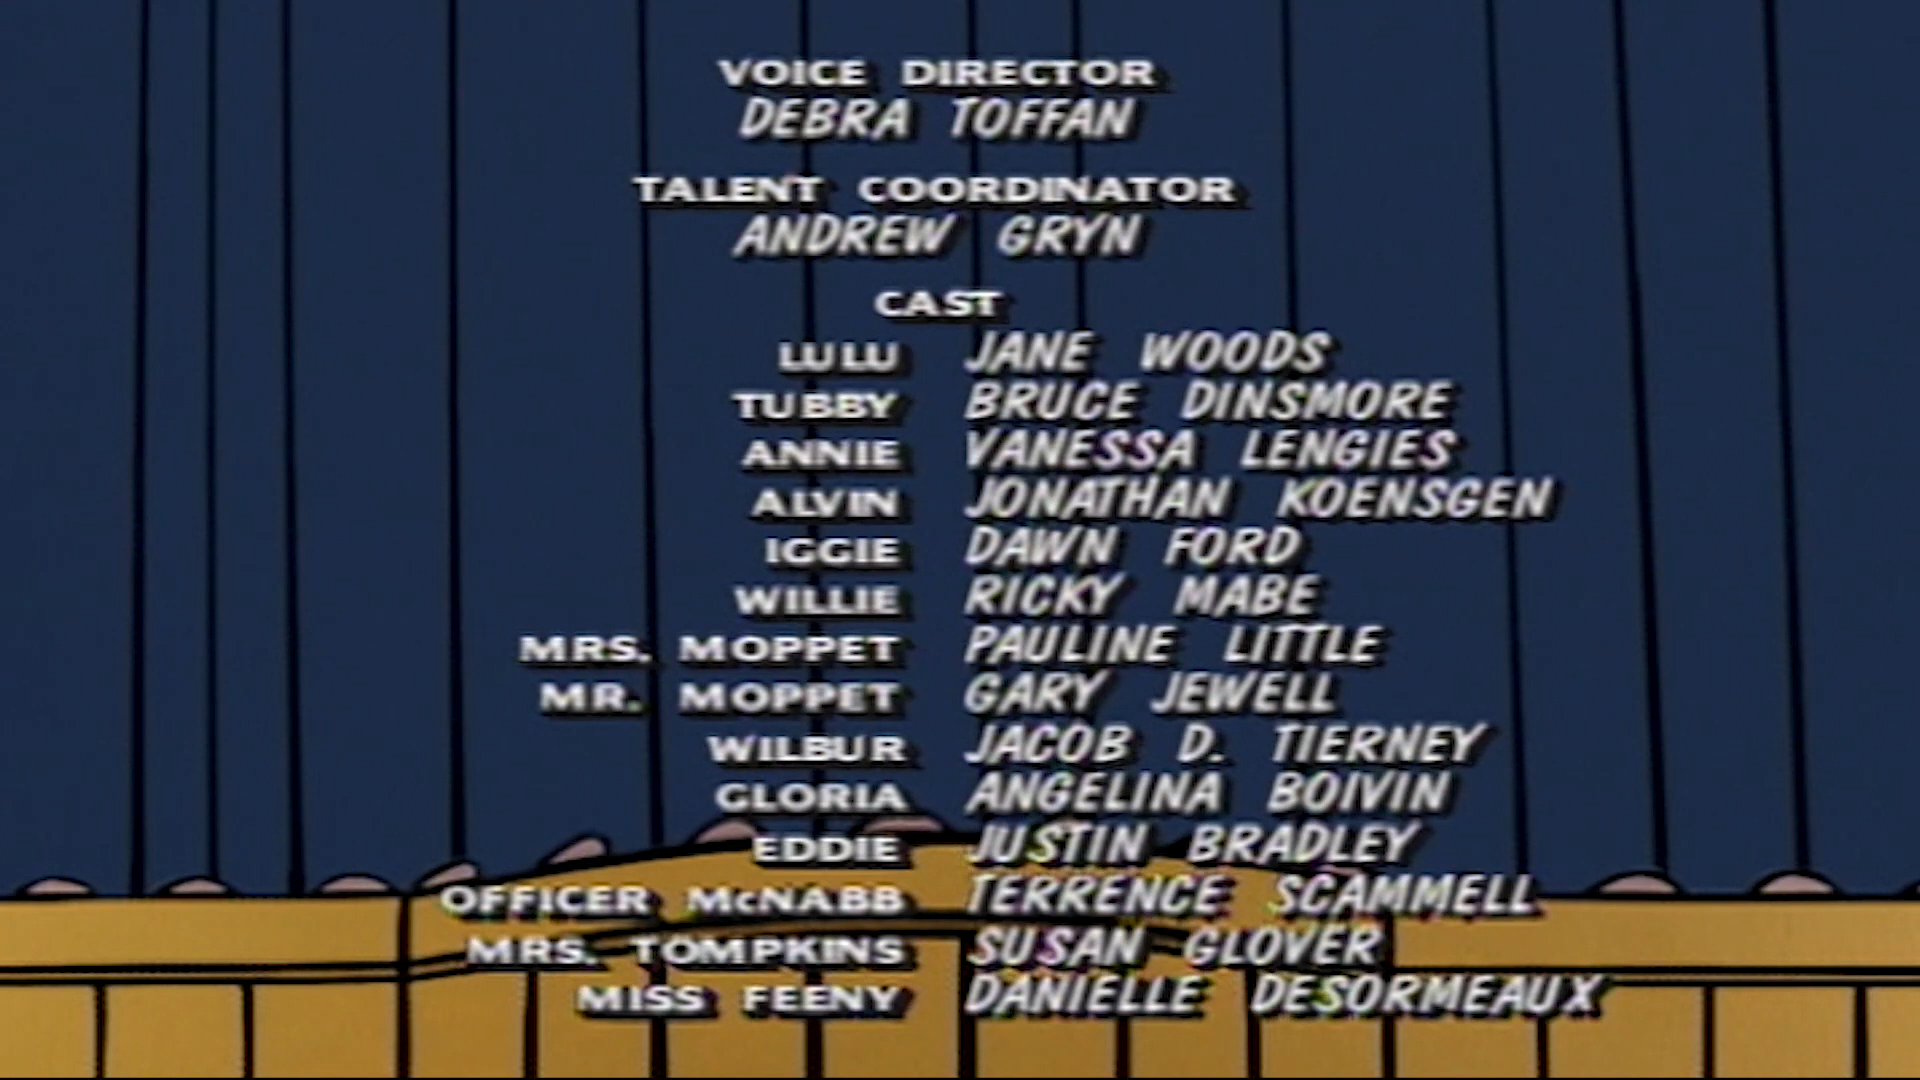 VOICE DIRECTOR
DEBRA TOFFAN
TALENT COORDINATOR
ANDREW GRYN
CAST
LULU JANE WOODS
TUBBY BRUCE DINSMORE
ANNIE VANESSA LENGIES
ALVIN JONATHAN KOENSGEN
IGGIE DAWN FORD
WILLIE RICKY MABE
MRS. MOPPET PAULINE LITTLE
MR. MOPPET GARY JEWELL
WILBUR JACOB D. TIERNEY
GLORIA ANGELINA BOIVIN
EDDIE JUSTIN BRADLEY
OFFICER McNABB TERRENCE SCAMMELL
MRS. TOMPKINS SUSAN GLOVER
MISS FEENY DANIELLE DESORMEAUX